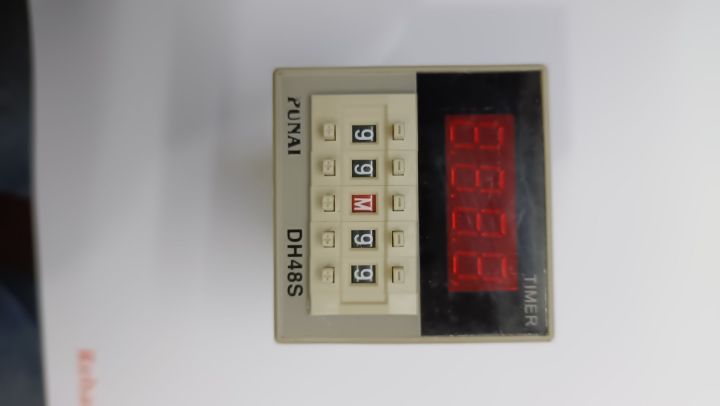 TIMER
− − − − −
9 9 M 9 9
+ + + + +
PUNAI DH48S